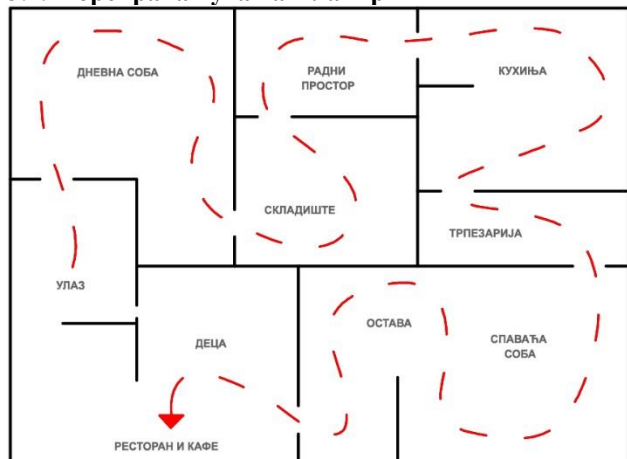 ДНЕВНА СОБА
РАДНИ
ПРОСТОР
КУХИЊА
СКЛАДИШТЕ
ТРПЕЗАРИЈА
УЛАЗ
ДЕЦА
ОСТАВА
СПАВАЋА
СОБА
РЕСТОРАН И КАФЕ